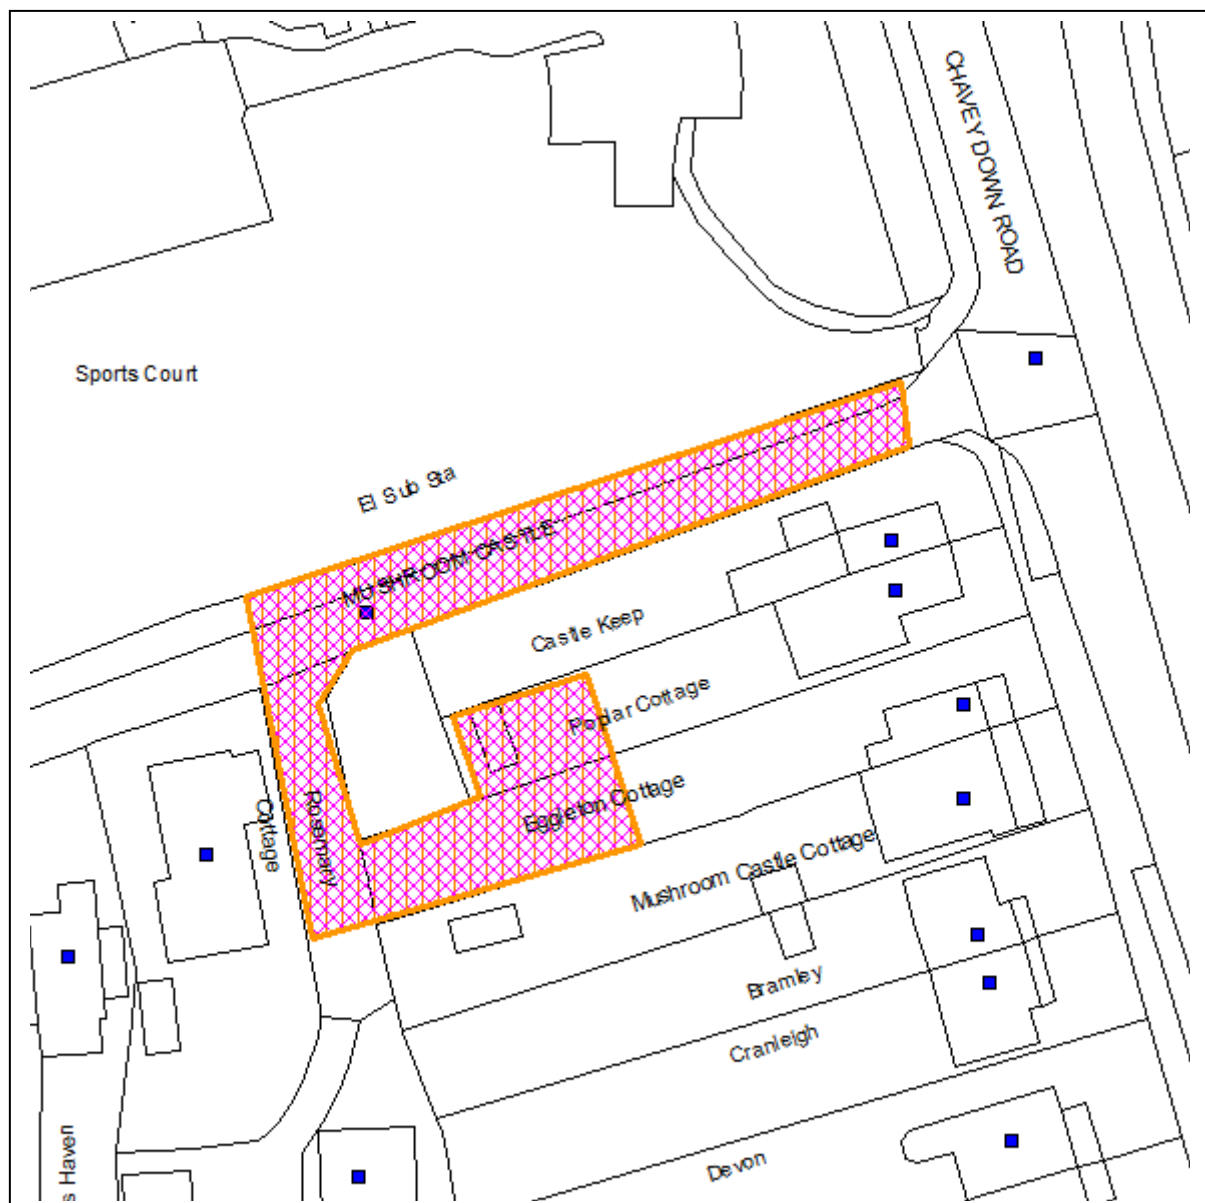 CHAVEY DOWN ROAD
Sports Court
El Sub Sta
MUSHROOM CASTLE
Castle Keep
Poplar Cottage
Eggleton Cottage
Rosemary
Cottage
Mushroom Castle Cottage
Bramley
Cranleigh
Devon
s Haven